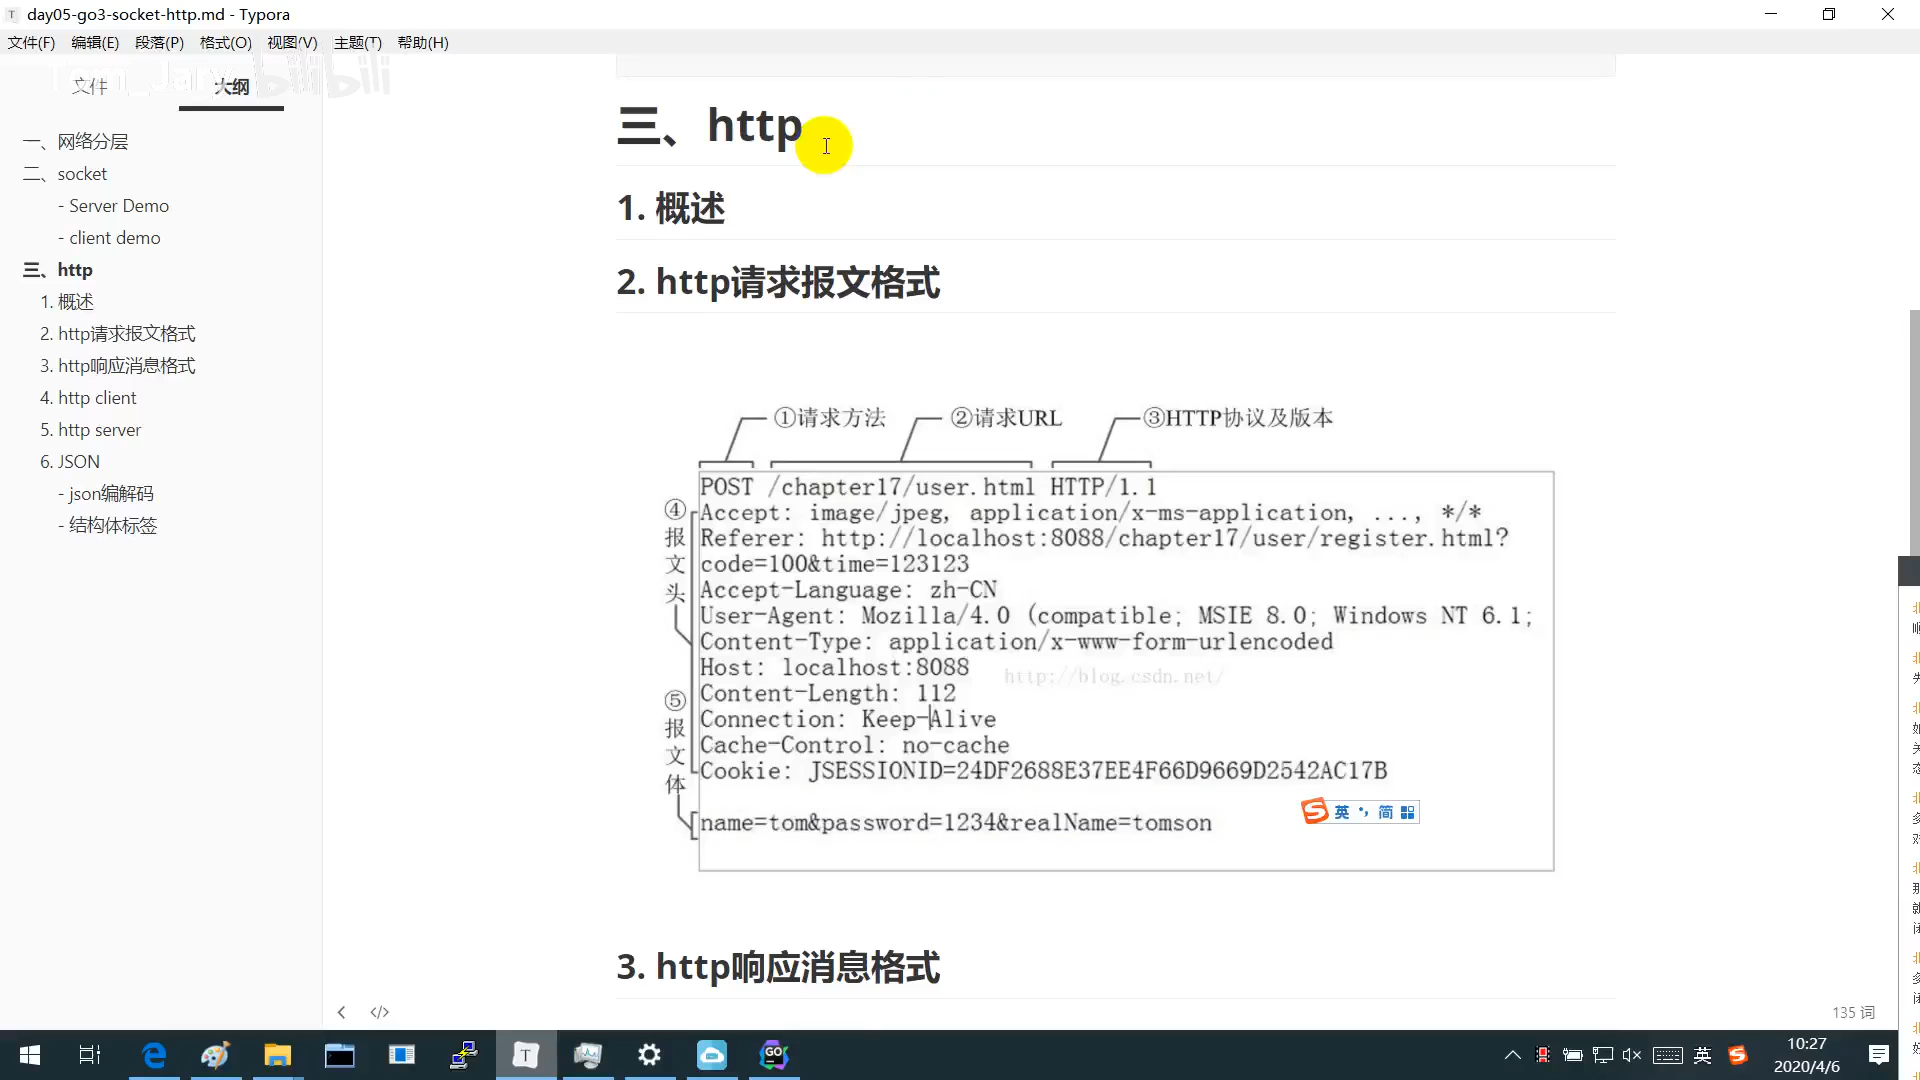 day05-go3-socket-http.md - Typora
文件(F) 编辑(E) 段落(P) 格式(O) 视图(V) 主题(T) 帮助(H)
bilibili
文件 大纲
一、网络分层
二、socket
- Server Demo
- client demo
三、http
1. 概述
2. http请求报文格式
3. http响应消息格式
4. http client
5. http server
6. JSON
- json编解码
- 结构体标签
三、http
1. 概述
2. http请求报文格式
①请求方法 ②请求URL ③HTTP协议及版本
POST /chapter17/user.html HTTP/1.1
④报文头
Accept: image/jpeg, application/x-ms-application, ..., */*
Referer: http://localhost:8088/chapter17/user/register.html?
code=100&time=123123
Accept-Language: zh-CN
User-Agent: Mozilla/4.0 (compatible; MSIE 8.0; Windows NT 6.1;
Content-Type: application/x-www-form-urlencoded
Host: localhost:8088
http://blog.csdn.net/
Content-Length: 112
Connection: Keep-Alive
Cache-Control: no-cache
Cookie: JSESSIONID=24DF2688E37EE4F66D9669D2542AC17B
⑤报文体
name=tom&password=1234&realName=tomson
英 简
3. http响应消息格式
135 词
英
10:27
2020/4/6